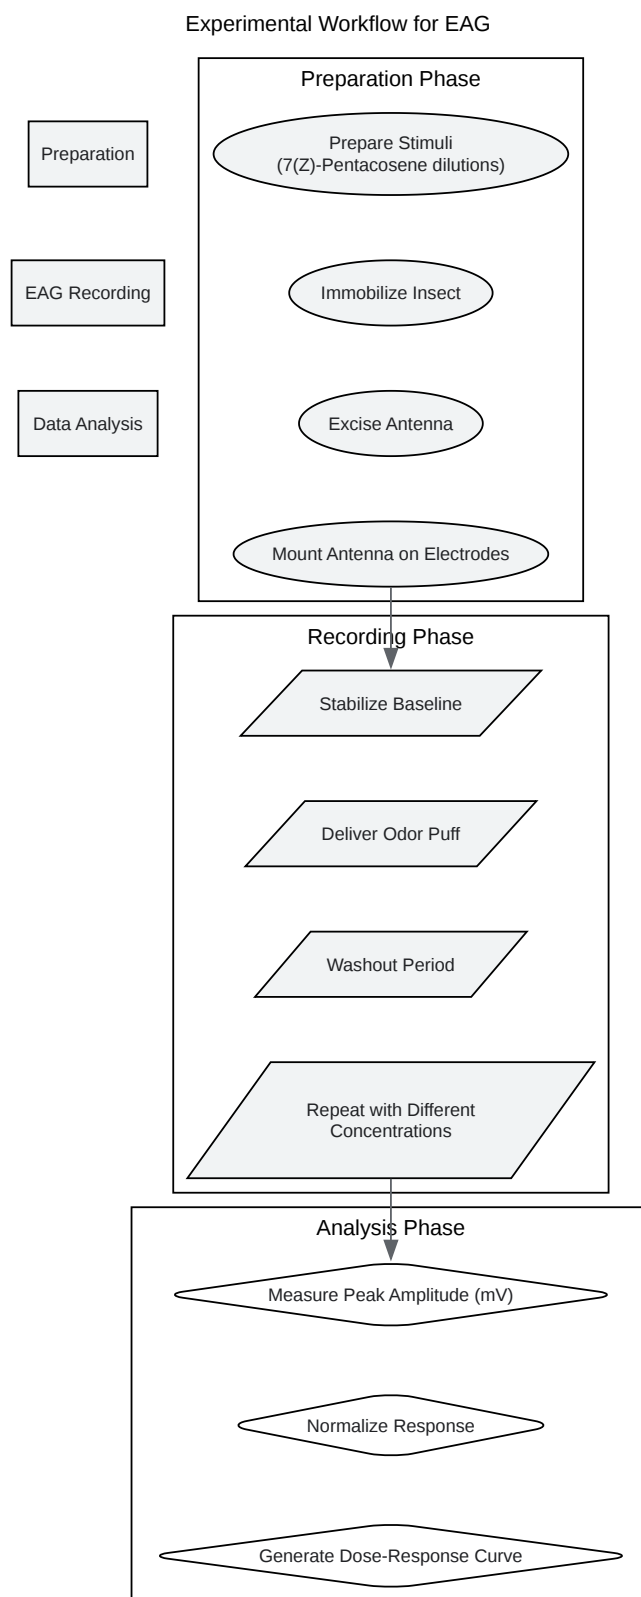 Experimental Workflow for EAG
Preparation Phase
Preparation
Prepare Stimuli
(7(Z)-Pentacosene dilutions)
EAG Recording
Immobilize Insect
Data Analysis
Excise Antenna
Mount Antenna on Electrodes
Recording Phase
Stabilize Baseline
Deliver Odor Puff
Washout Period
Repeat with Different
Concentrations
Analysis Phase
Measure Peak Amplitude (mV)
Normalize Response
Generate Dose-Response Curve